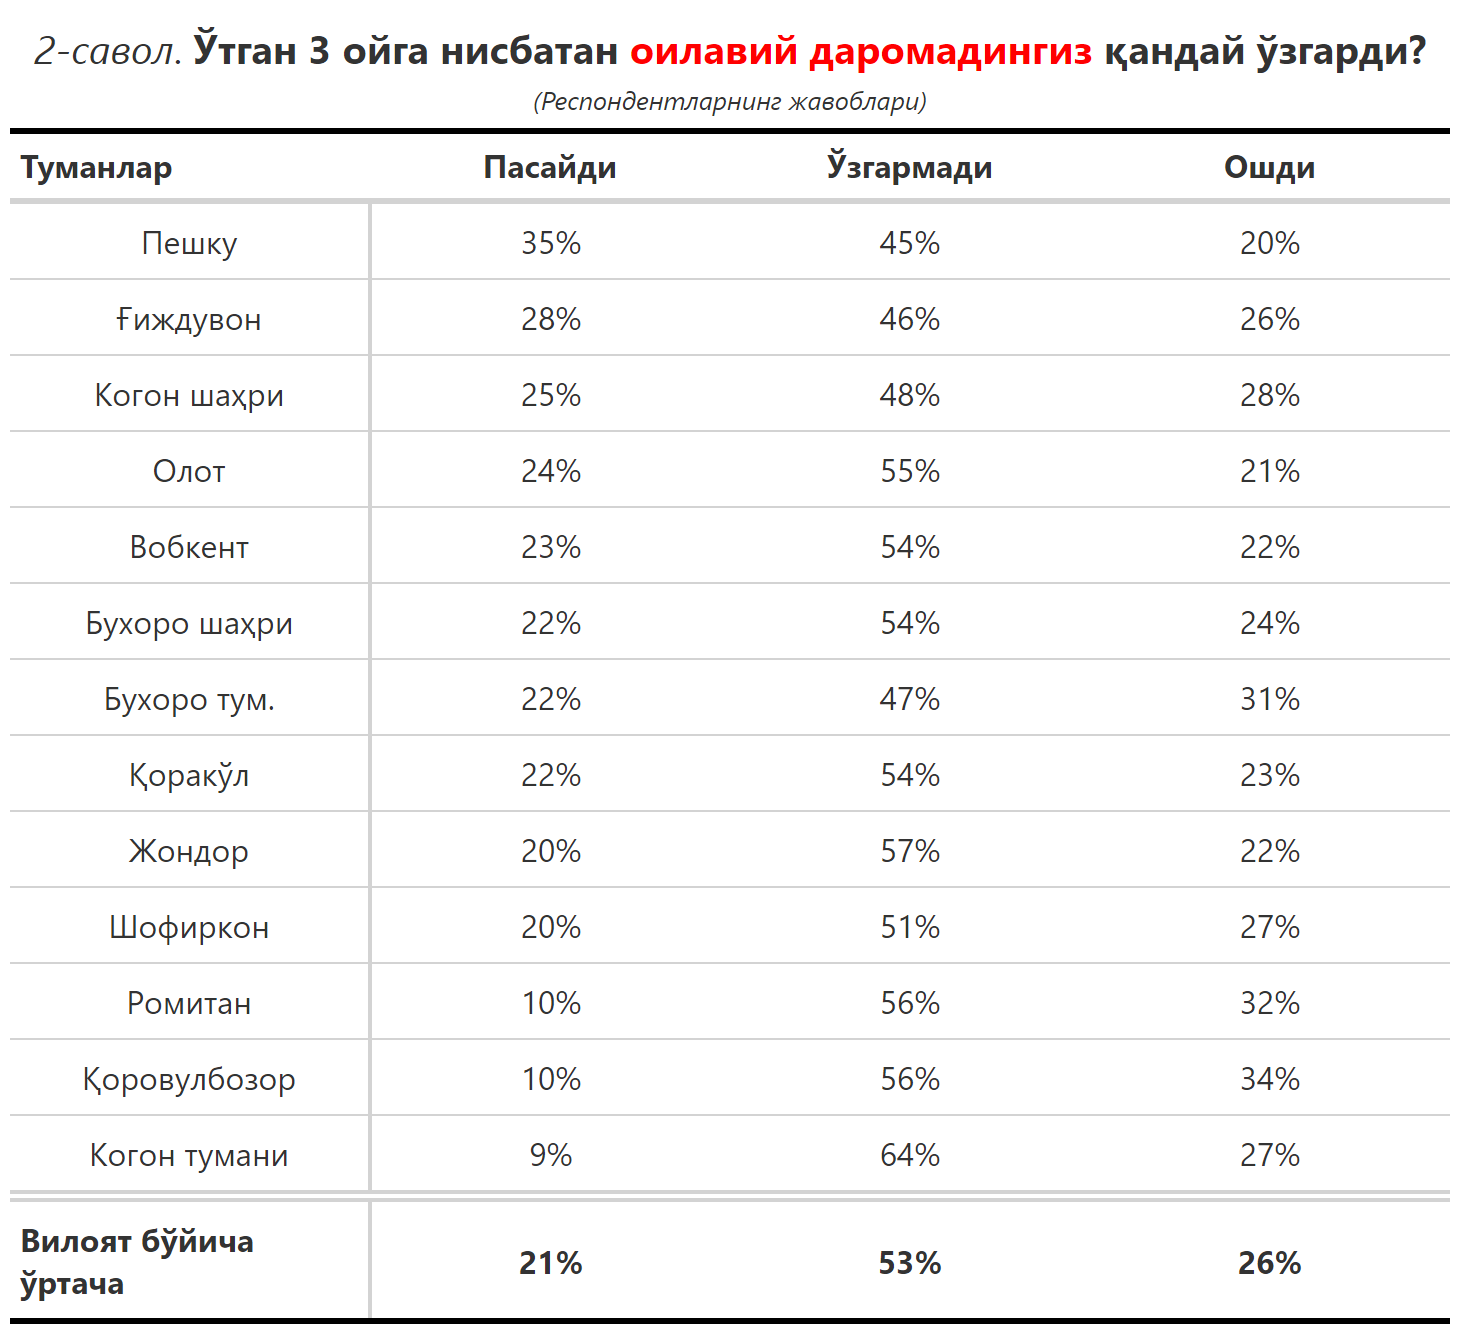 2-савол. Ўтган 3 ойга нисбатан оилавий даромадингиз қандай ўзгарди?
(Респондентларнинг жавоблари)
Туманлар Пасайди Ўзгармади Ошди
Пешку 35% 45% 20%
Ғиждувон 28% 46% 26%
Когон шаҳри 25% 48% 28%
Олот 24% 55% 21%
Вобкент 23% 54% 22%
Бухоро шаҳри 22% 54% 24%
Бухоро тум. 22% 47% 31%
Қоракўл 22% 54% 23%
Жондор 20% 57% 22%
Шофиркон 20% 51% 27%
Ромитан 10% 56% 32%
Қоровулбозор 10% 56% 34%
Когон тумани 9% 64% 27%
Вилоят бўйича
ўртача 21% 53% 26%